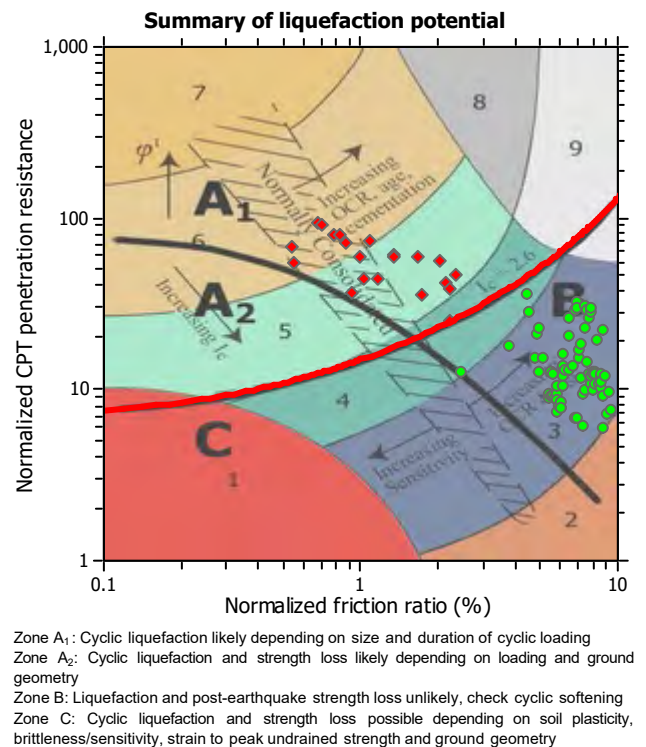 Summary of liquefaction potential
1,000
7
8
9
φ'
A₁
Increasing
OCR, age,
cementation
Normally Consolidated
100
6
Ic = 2.6
A₂
B
Increasing Ic
5
Normalized CPT penetration resistance
10
4
3
C
1
Increasing
Sensitivity
2
1
0.1
1
10
Normalized friction ratio (%)
Zone A₁: Cyclic liquefaction likely depending on size and duration of cyclic loading
Zone A₂: Cyclic liquefaction and strength loss likely depending on loading and ground
geometry
Zone B: Liquefaction and post-earthquake strength loss unlikely, check cyclic softening
Zone C: Cyclic liquefaction and strength loss possible depending on soil plasticity,
brittleness/sensitivity, strain to peak undrained strength and ground geometry